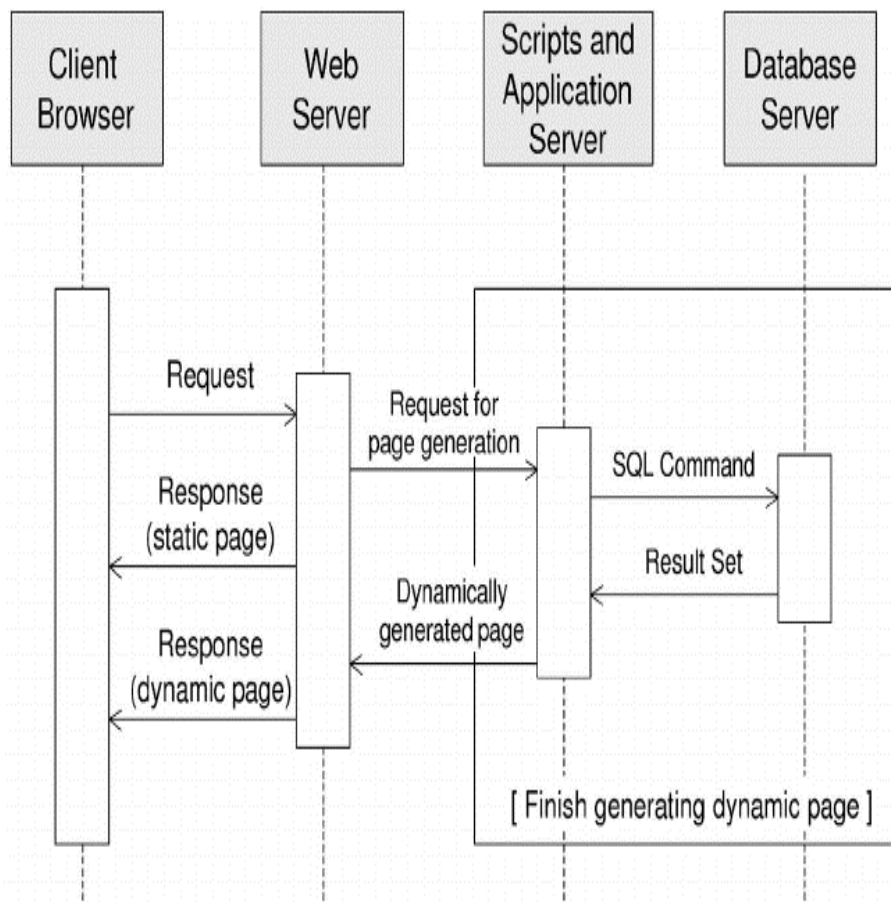 Client
Browser
Web
Server
Scripts and
Application
Server
Database
Server
Request
Request for
page generation
SQL Command
Response
(static page)
Result Set
Dynamically
generated page
Response
(dynamic page)
[ Finish generating dynamic page ]